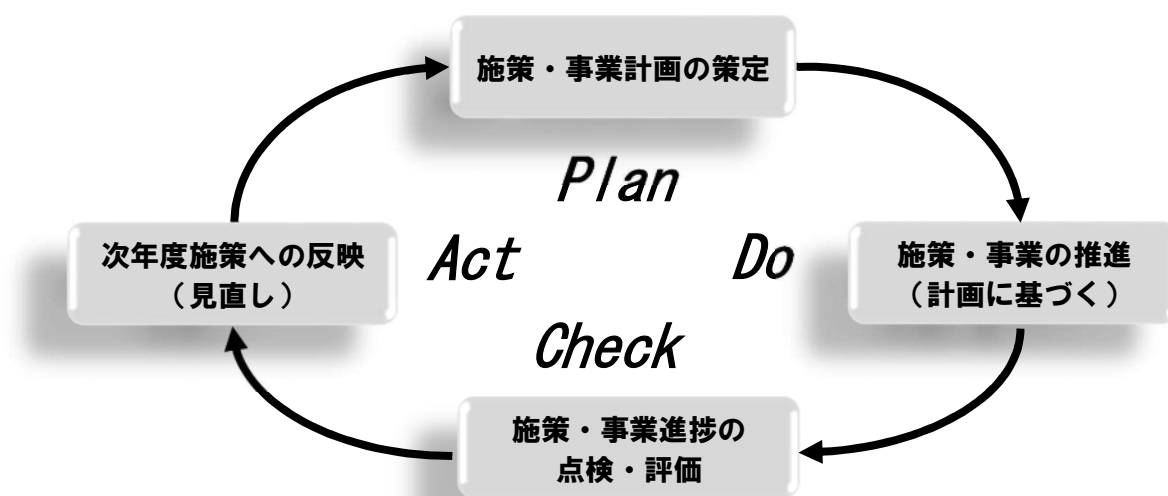 施策・事業計画の策定
Plan
次年度施策への反映
（見直し）
Act
Do
施策・事業の推進
（計画に基づく）
Check
施策・事業進捗の
点検・評価